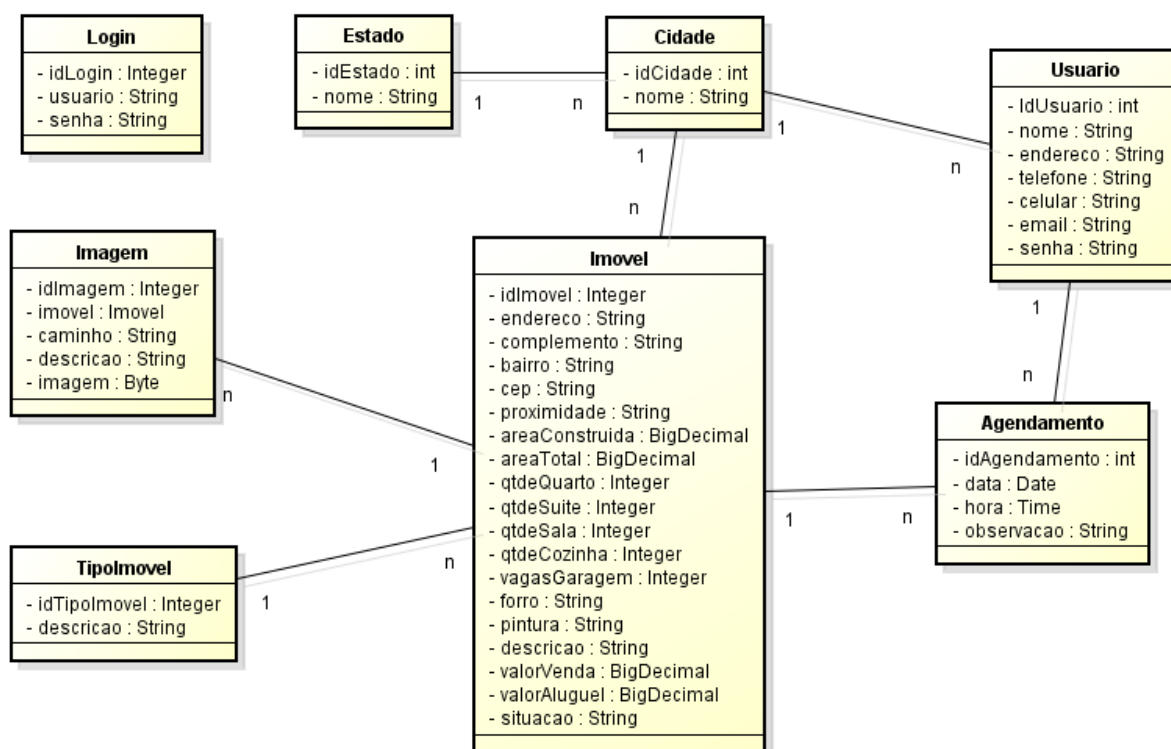 Login
- idLogin : Integer
- usuario : String
- senha : String
Estado
- idEstado : int
- nome : String
1
n
Cidade
- idCidade : int
- nome : String
1
n
1
n
Usuario
- IdUsuario : int
- nome : String
- endereco : String
- telefone : String
- celular : String
- email : String
- senha : String
1
n
Imagem
- idImagem : Integer
- imovel : Imovel
- caminho : String
- descricao : String
- imagem : Byte
n
1
Imovel
- idImovel : Integer
- endereco : String
- complemento : String
- bairro : String
- cep : String
- proximidade : String
- areaConstruida : BigDecimal
- areaTotal : BigDecimal
- qtdeQuarto : Integer
- qtdeSuite : Integer
- qtdeSala : Integer
- qtdeCozinha : Integer
- vagasGaragem : Integer
- forro : String
- pintura : String
- descricao : String
- valorVenda : BigDecimal
- valorAluguel : BigDecimal
- situacao : String
Agendamento
- idAgendamento : int
- data : Date
- hora : Time
- observacao : String
1
n
TipoImovel
- idTipoImovel : Integer
- descricao : String
1
n